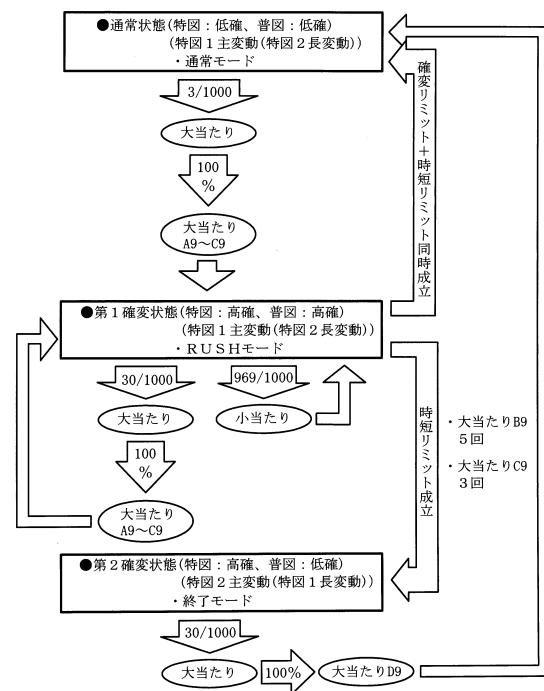 ●通常状態(特図：低確、普図：低確)
(特図1主変動(特図2長変動))
・通常モード
3/1000
大当たり
100
%
大当たり
A9～C9
確変リミット+時短リミット同時成立
●第1確変状態(特図：高確、普図：高確)
(特図1主変動(特図2長変動))
・RUSHモード
30/1000
969/1000
大当たり
小当たり
100
%
大当たり
A9～C9
時短リミット成立
・大当たりB9
5回
・大当たりC9
3回
●第2確変状態(特図：高確、普図：低確)
(特図2主変動(特図1長変動))
・終了モード
30/1000
大当たり
100%
大当たりD9